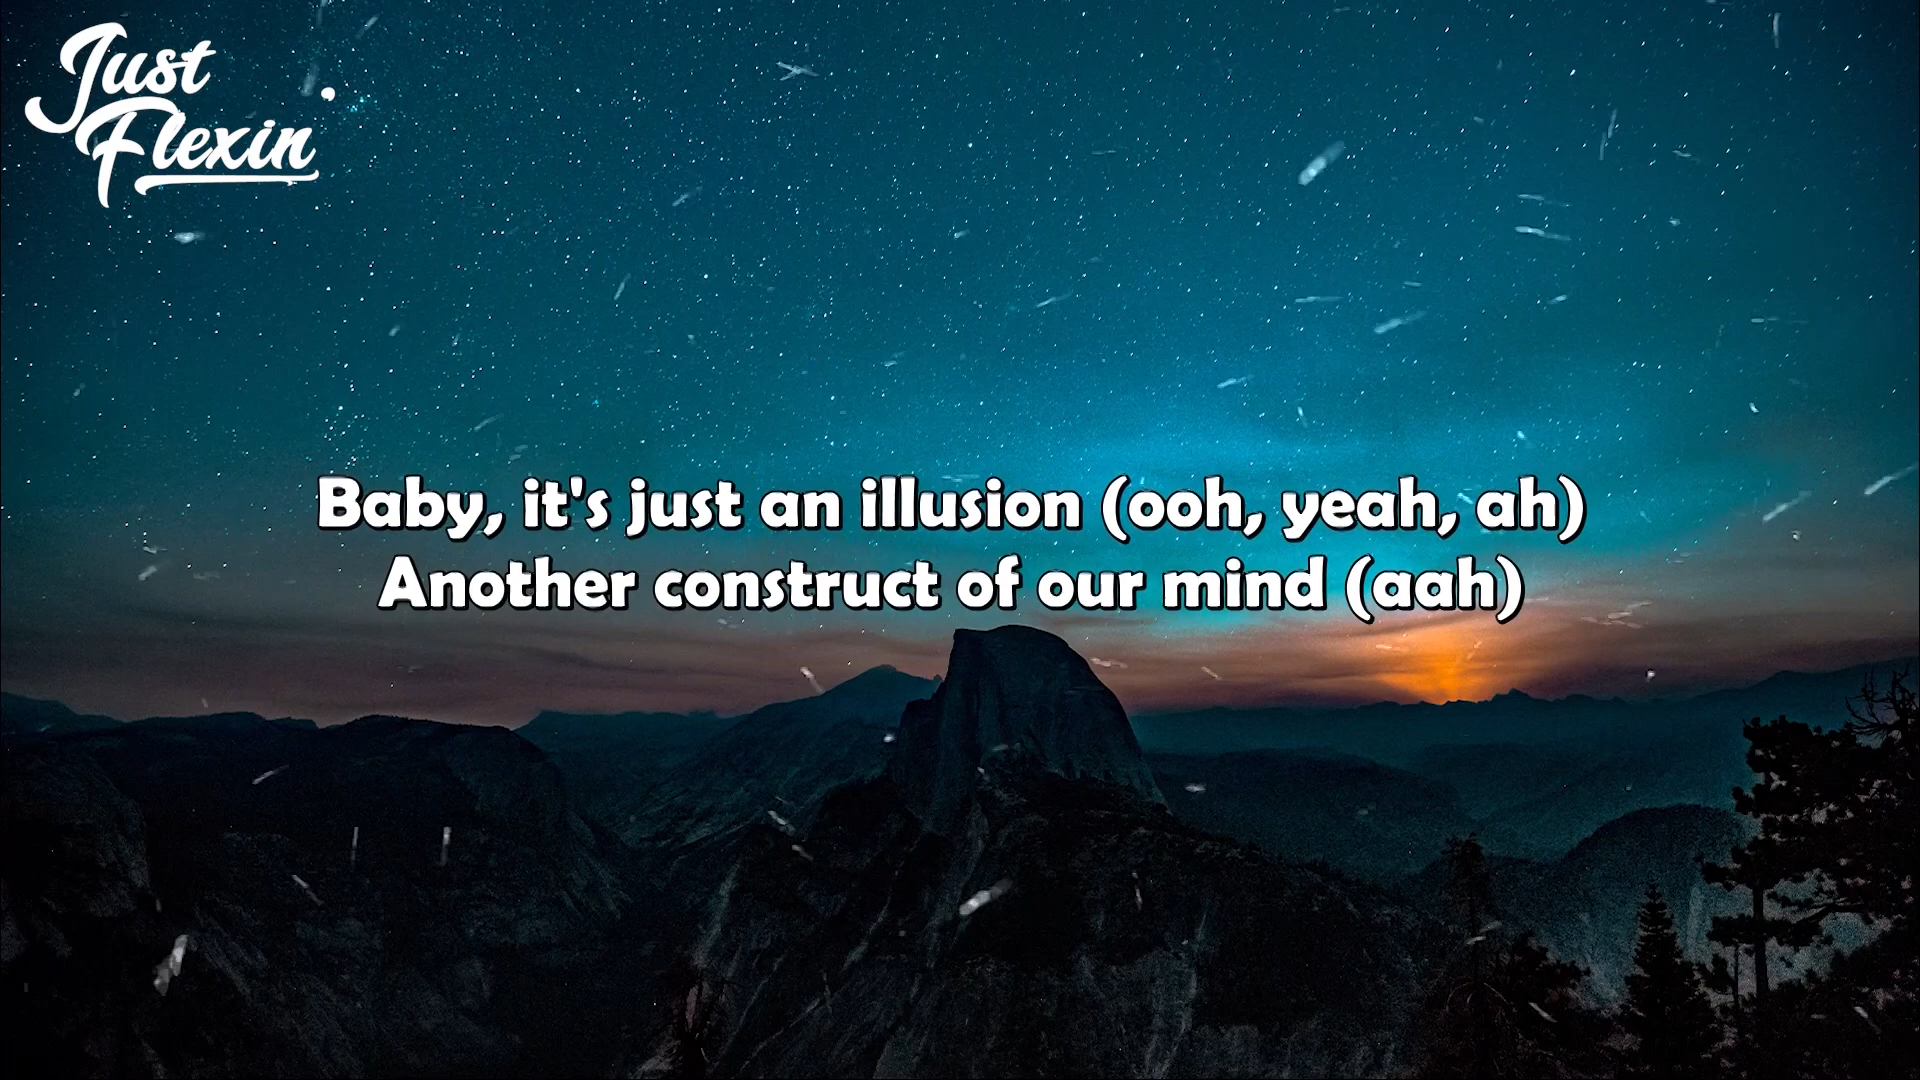 Just
Flexin
Baby, it's just an illusion (ooh, yeah, ah)
Another construct of our mind (aah)